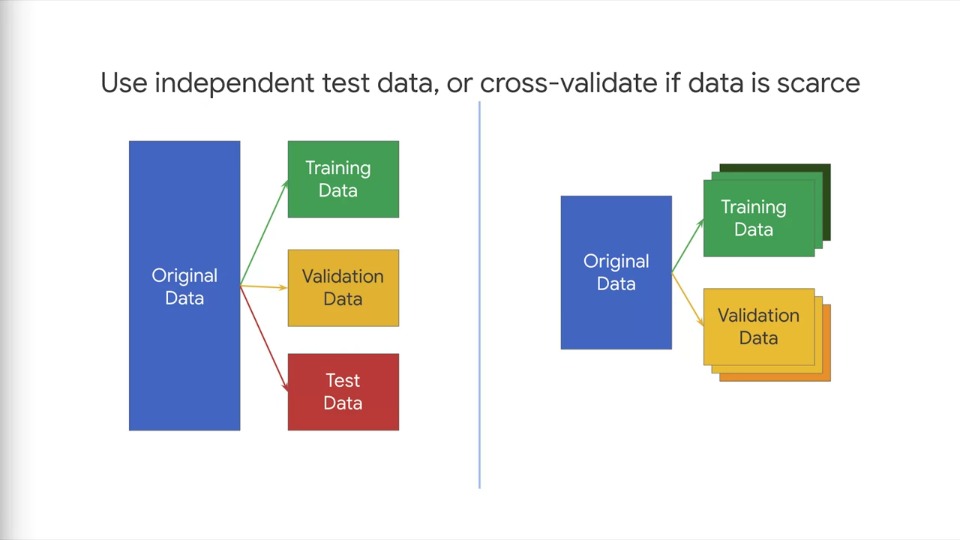 Use independent test data, or cross-validate if data is scarce
Original
Data
Training
Data
Validation
Data
Test
Data
Original
Data
Training
Data
Validation
Data